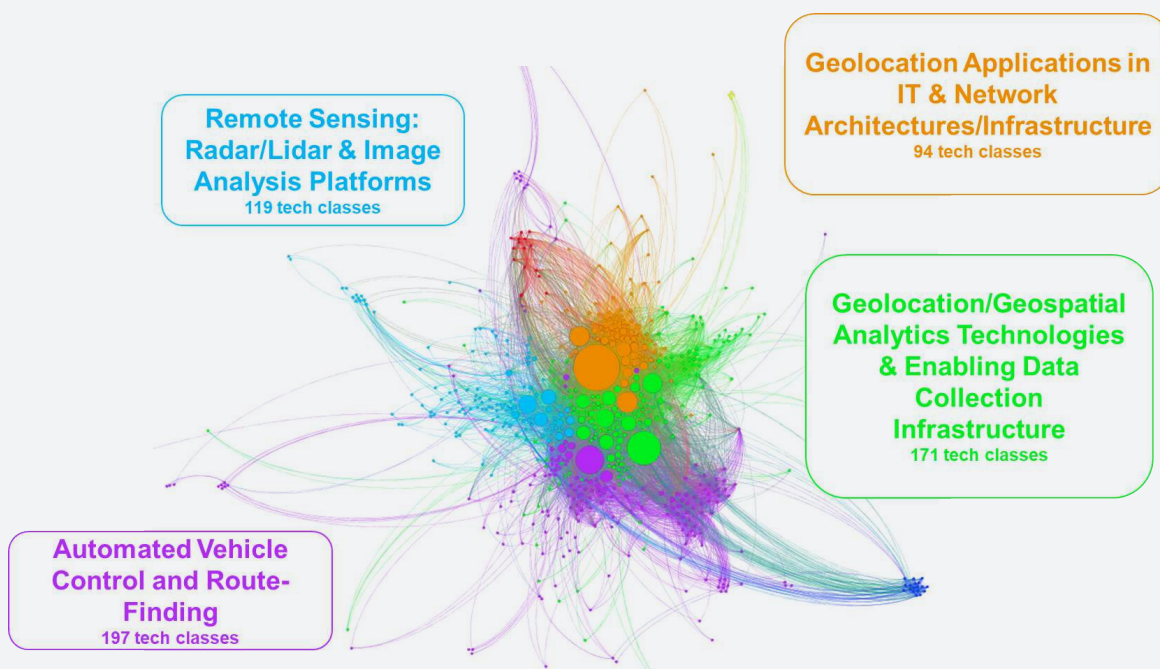 Geolocation Applications in
IT & Network
Architectures/Infrastructure
94 tech classes
Remote Sensing:
Radar/Lidar & Image
Analysis Platforms
119 tech classes
Geolocation/Geospatial
Analytics Technologies
& Enabling Data
Collection
Infrastructure
171 tech classes
Automated Vehicle
Control and Route-
Finding
197 tech classes